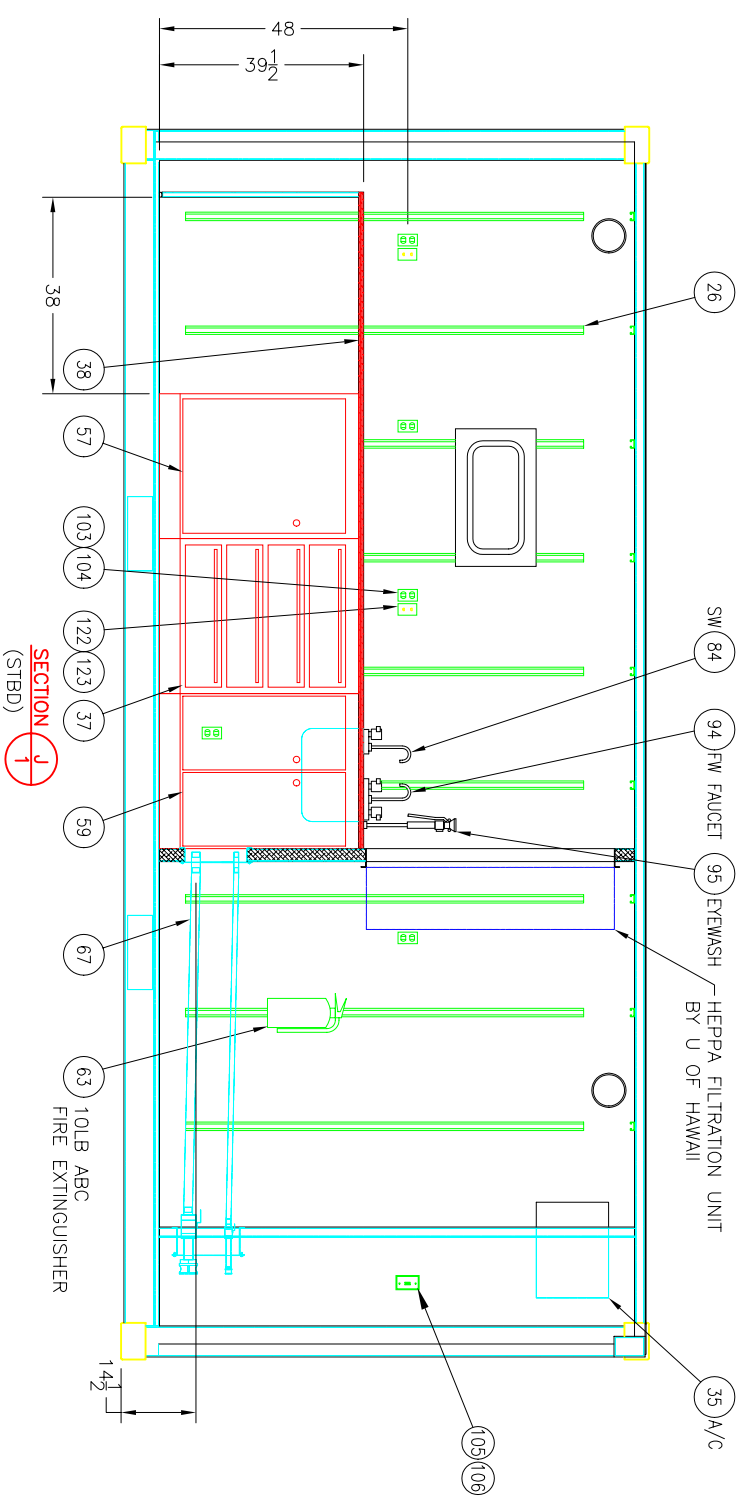 26
SW 84
94 FW FAUCET
95 EYEWASH
HEPPA FILTRATION UNIT
BY U OF HAWAII
35 A/C
105 106
48
39 1/2
38
38
57
103 104
122 123
37
59
67
63 10LB ABC
FIRE EXTINGUISHER
14 1/2
SECTION J
1
(STBD)